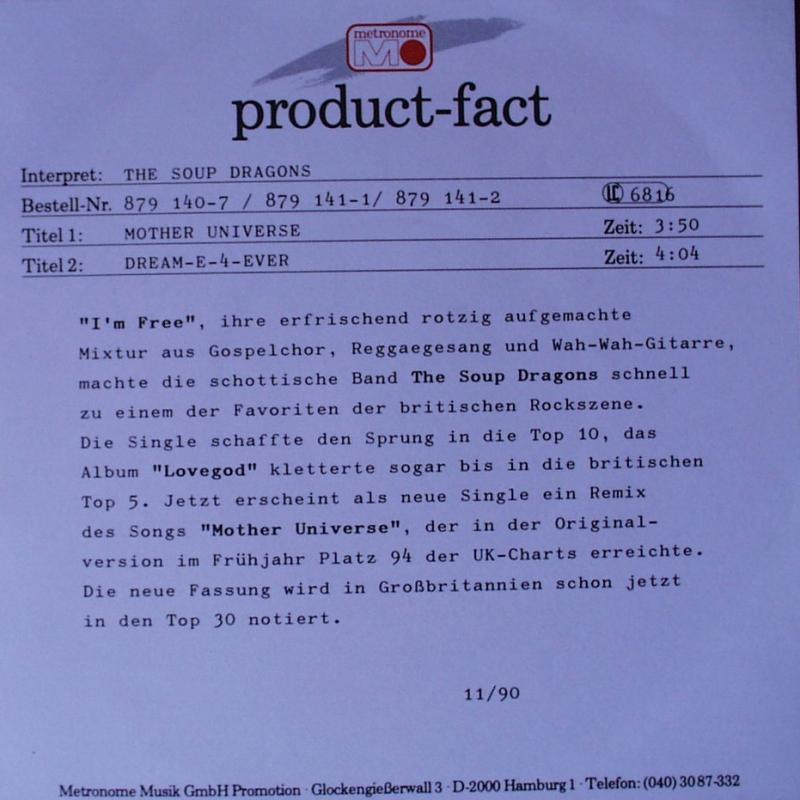 metronome
MO
product-fact
Interpret: THE SOUP DRAGONS
Bestell-Nr. 879 140-7 / 879 141-1/ 879 141-2 LC 6816
Titel 1: MOTHER UNIVERSE Zeit: 3:50
Titel 2: DREAM-E-4-EVER Zeit: 4:04
"I'm Free", ihre erfrischend rotzig aufgemachte
Mixtur aus Gospelchor, Reggaegesang und Wah-Wah-Gitarre,
machte die schottische Band The Soup Dragons schnell
zu einem der Favoriten der britischen Rockszene.
Die Single schaffte den Sprung in die Top 10, das
Album "Lovegod" kletterte sogar bis in die britischen
Top 5. Jetzt erscheint als neue Single ein Remix
des Songs "Mother Universe", der in der Original-
version im Frühjahr Platz 94 der UK-Charts erreichte.
Die neue Fassung wird in Großbritannien schon jetzt
in den Top 30 notiert.
11/90
Metronome Musik GmbH Promotion · Glockengießerwall 3 · D-2000 Hamburg 1 · Telefon: (040) 30 87-332